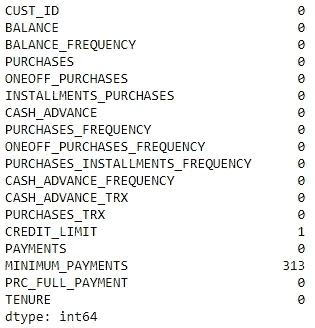 CUST_ID 0
BALANCE 0
BALANCE_FREQUENCY 0
PURCHASES 0
ONEOFF_PURCHASES 0
INSTALLMENTS_PURCHASES 0
CASH_ADVANCE 0
PURCHASES_FREQUENCY 0
ONEOFF_PURCHASES_FREQUENCY 0
PURCHASES_INSTALLMENTS_FREQUENCY 0
CASH_ADVANCE_FREQUENCY 0
CASH_ADVANCE_TRX 0
PURCHASES_TRX 0
CREDIT_LIMIT 1
PAYMENTS 0
MINIMUM_PAYMENTS 313
PRC_FULL_PAYMENT 0
TENURE 0
dtype: int64